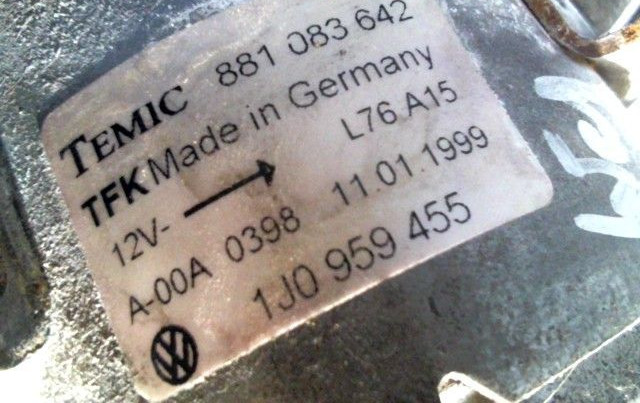 TEMIC 881 083 642
TFK Made in Germany
12V- L76 A15
A-00A 0398 11.01.1999
1J0 959 455
VW